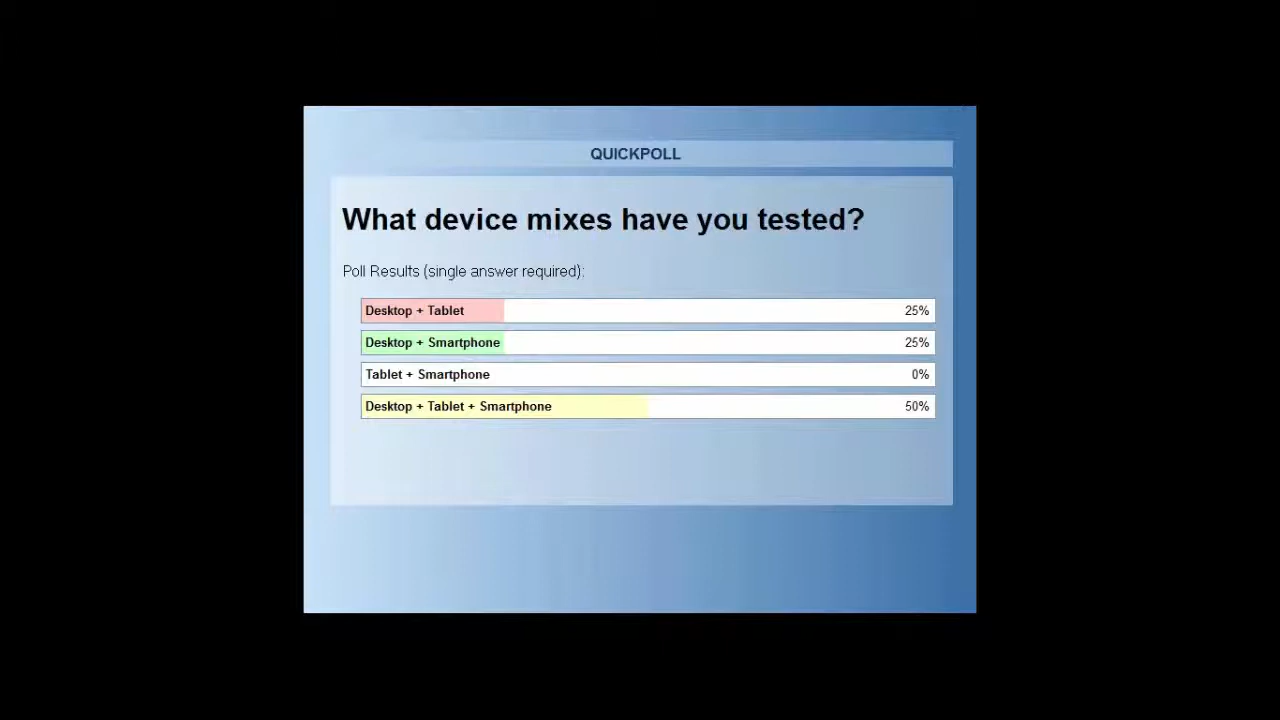 QUICKPOLL
What device mixes have you tested?
Poll Results (single answer required):
Desktop + Tablet 25%
Desktop + Smartphone 25%
Tablet + Smartphone 0%
Desktop + Tablet + Smartphone 50%